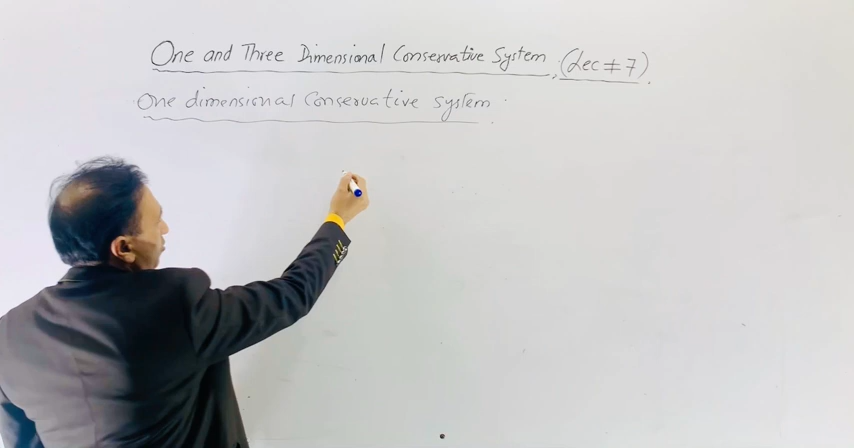 One and Three Dimensional Conservative System. (Lec # 7).
One dimensional Conservative system.